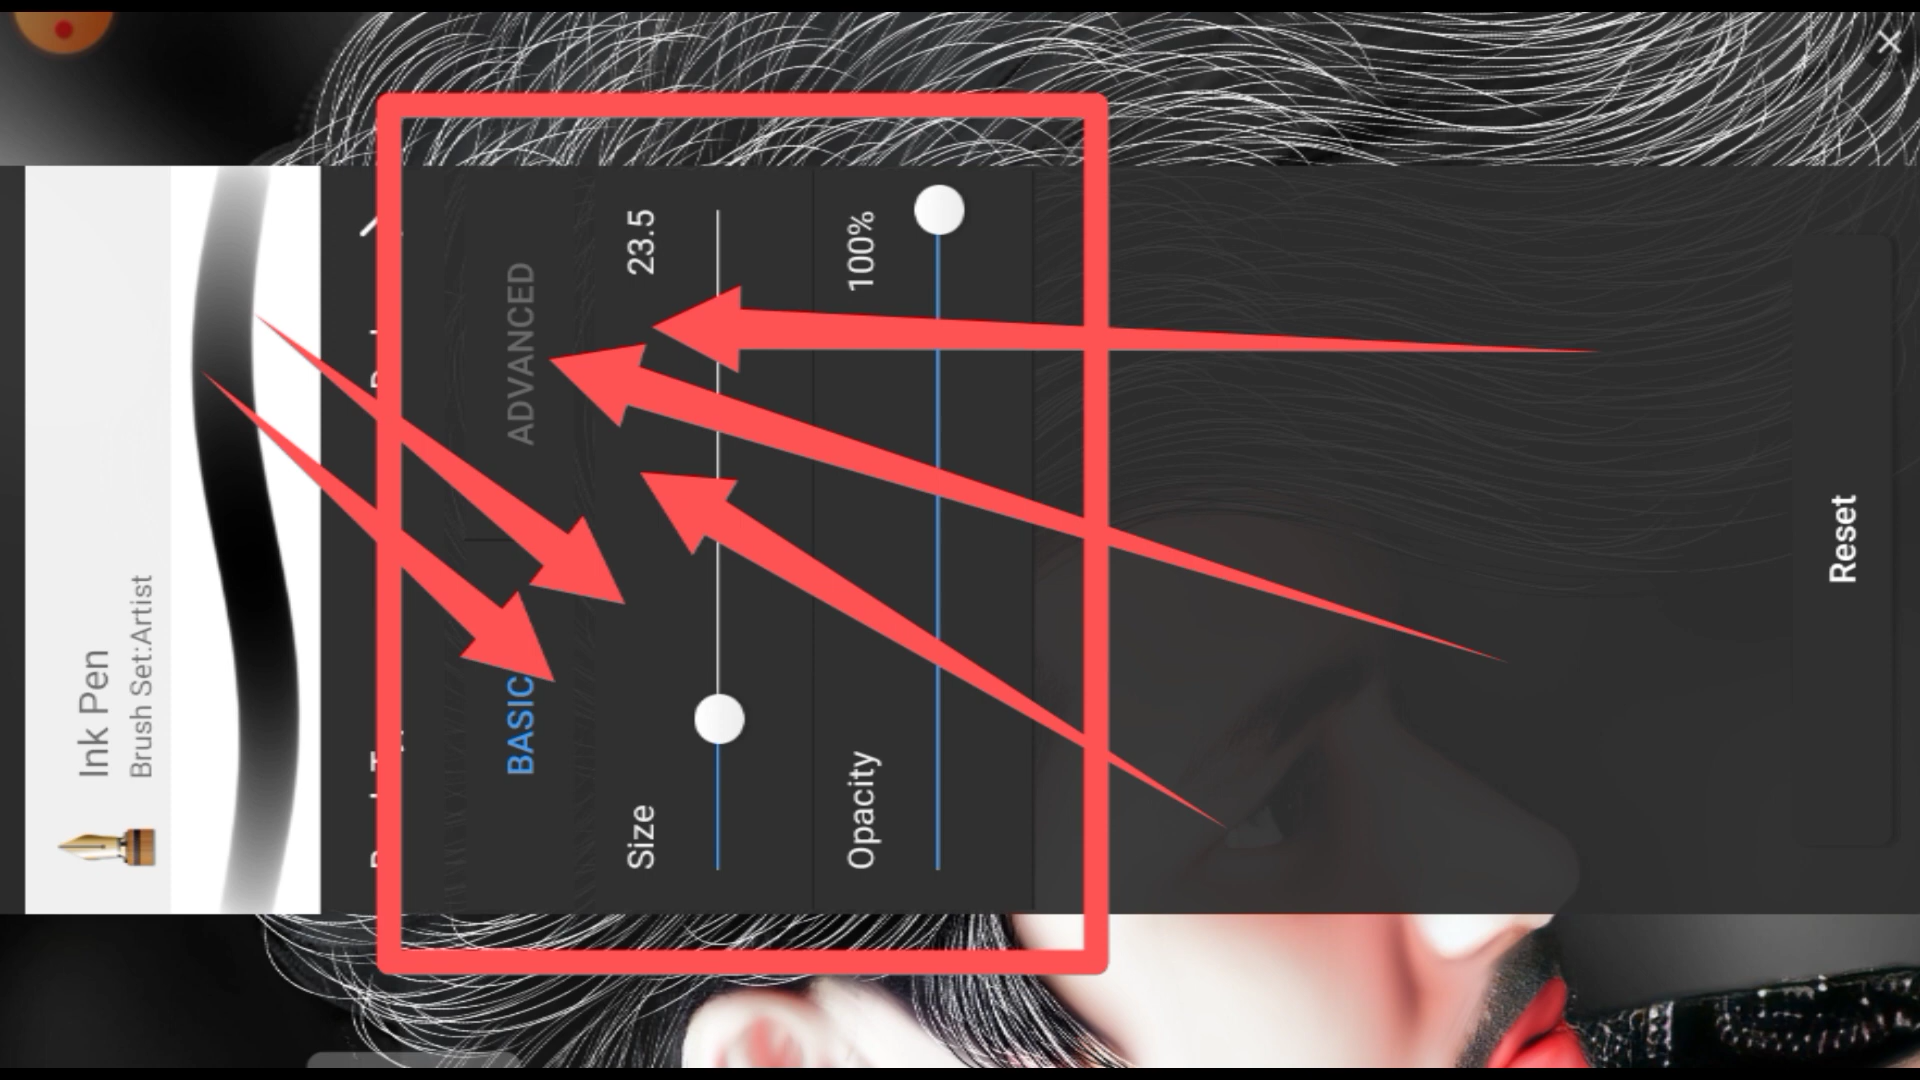 Ink Pen
Brush Set:Artist
BASIC
ADVANCED
Size
23.5
Opacity
100%
Reset